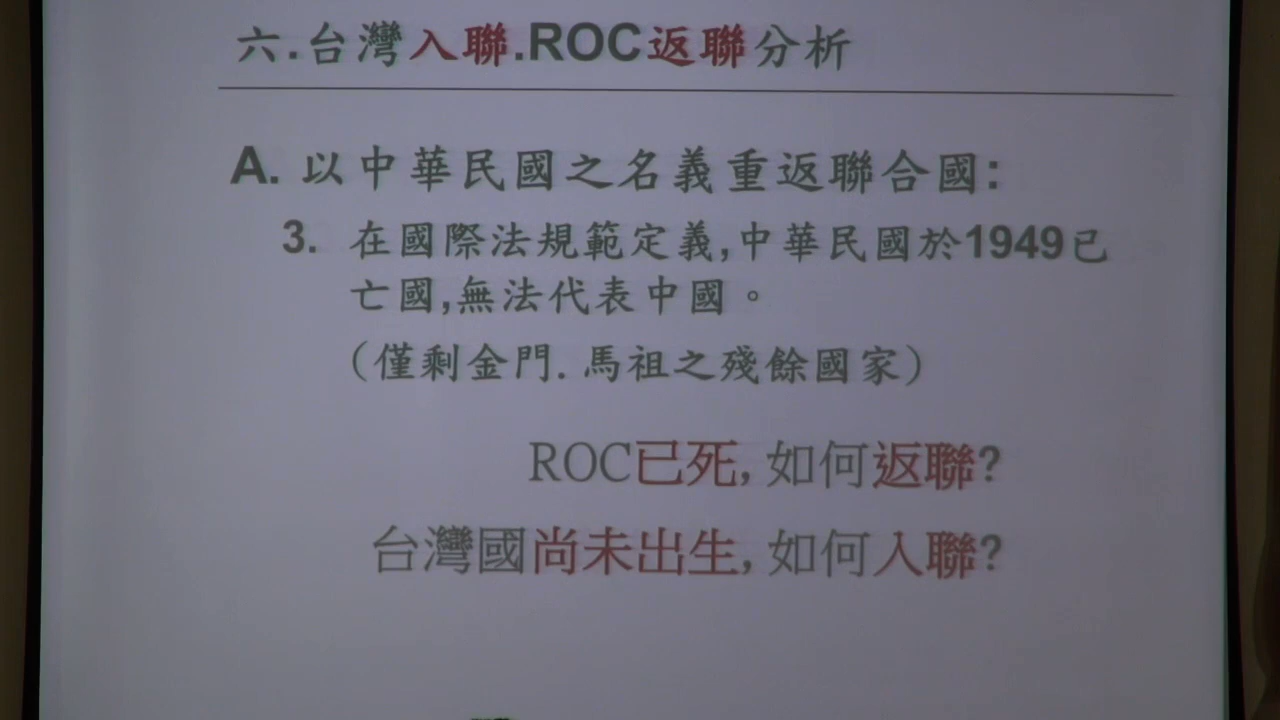 六.台灣入聯.ROC返聯分析
A. 以中華民國之名義重返聯合國:
3. 在國際法規範定義,中華民國於1949已
亡國,無法代表中國。
(僅剩金門.馬祖之殘餘國家)
ROC已死,如何返聯?
台灣國尚未出生,如何入聯?